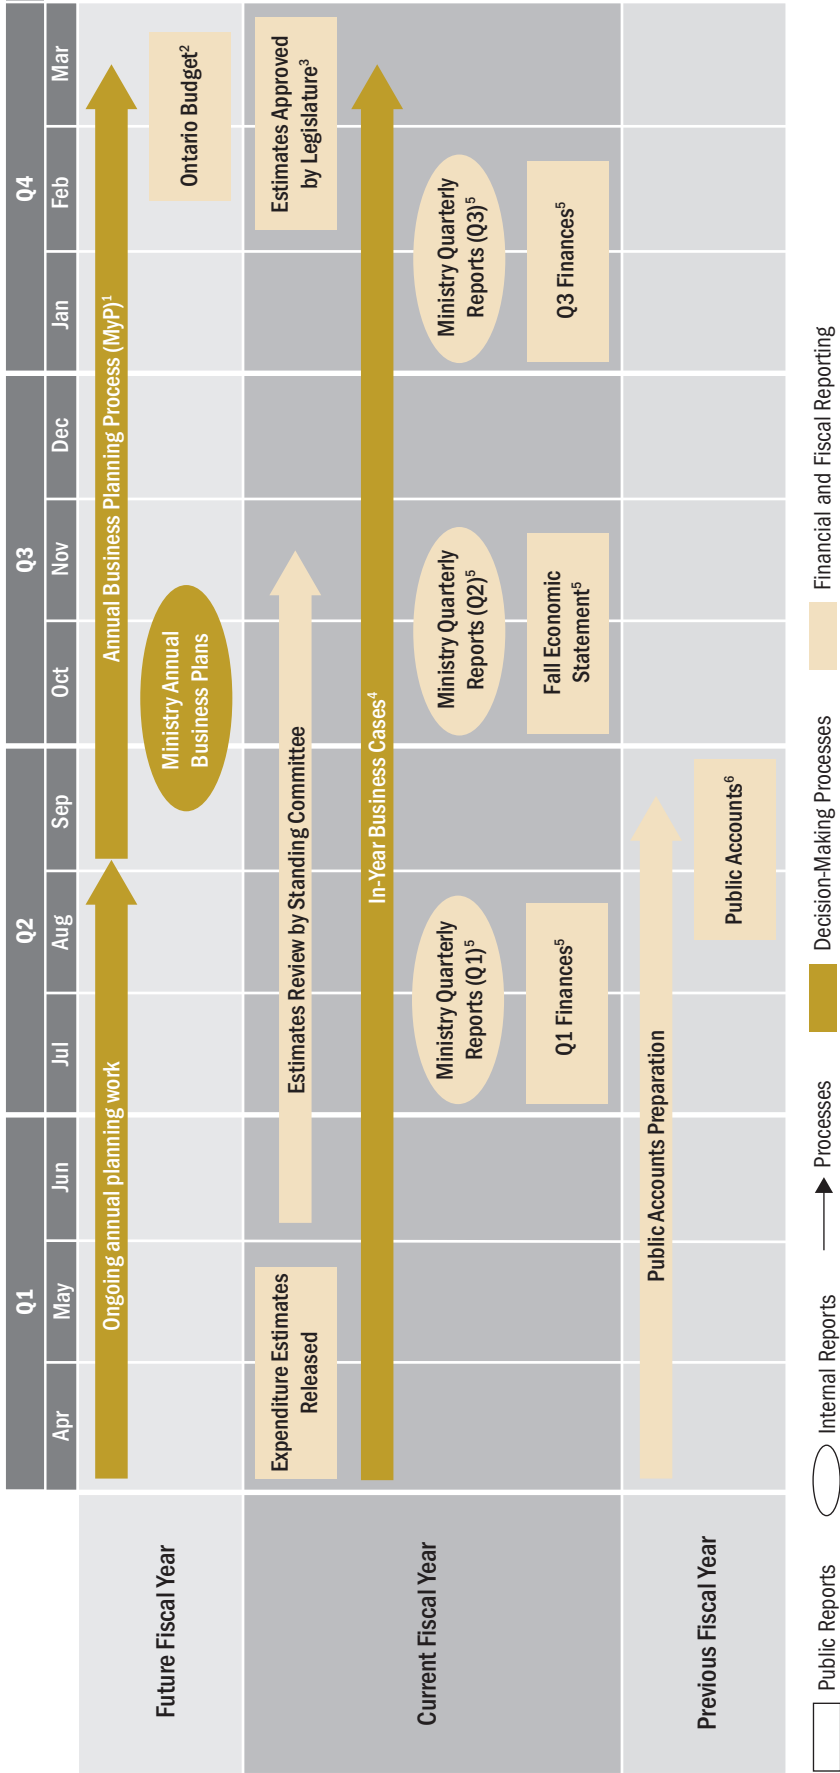 Q1
Q2
Q3
Q4
Apr
May
Jun
Jul
Aug
Sep
Oct
Nov
Dec
Jan
Feb
Mar
Future Fiscal Year
Ongoing annual planning work
Annual Business Planning Process (MyP)1
Ministry Annual
Business Plans
Ontario Budget2
Current Fiscal Year
Expenditure Estimates
Released
Estimates Review by Standing Committee
Estimates Approved
by Legislature3
In-Year Business Cases4
Ministry Quarterly
Reports (Q1)5
Ministry Quarterly
Reports (Q2)5
Ministry Quarterly
Reports (Q3)5
Q1 Finances5
Fall Economic
Statement5
Q3 Finances5
Previous Fiscal Year
Public Accounts Preparation
Public Accounts6
Public Reports
Internal Reports
Processes
Decision-Making Processes
Financial and Fiscal Reporting